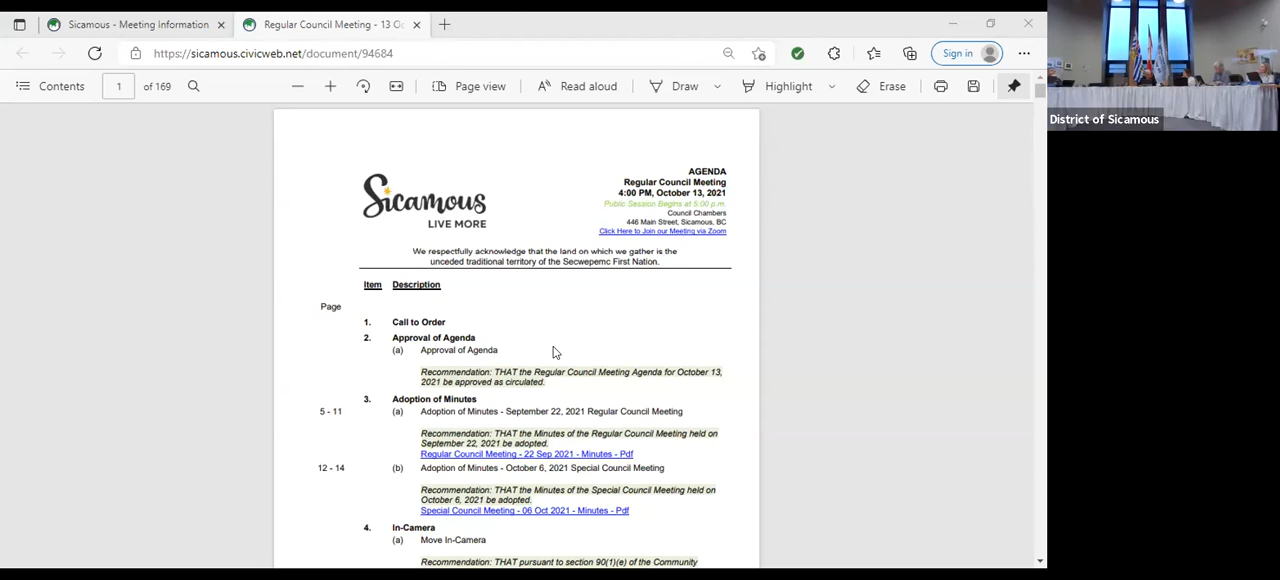 Sicamous - Meeting Information
Regular Council Meeting - 13 Oc
https://sicamous.civicweb.net/document/94684
Sign in
Contents
1
of 169
Page view
Read aloud
Draw
Highlight
Erase
District of Sicamous
Sicamous
LIVE MORE
AGENDA
Regular Council Meeting
4:00 PM, October 13, 2021
Public Session Begins at 5:00 p.m.
Council Chambers
446 Main Street, Sicamous, BC
Click Here to Join our Meeting via Zoom
We respectfully acknowledge that the land on which we gather is the
unceded traditional territory of the Secwepemc First Nation.
Item Description
Page
1. Call to Order
2. Approval of Agenda
(a) Approval of Agenda
Recommendation: THAT the Regular Council Meeting Agenda for October 13,
2021 be approved as circulated.
3. Adoption of Minutes
5 - 11 (a) Adoption of Minutes - September 22, 2021 Regular Council Meeting
Recommendation: THAT the Minutes of the Regular Council Meeting held on
September 22, 2021 be adopted.
Regular Council Meeting - 22 Sep 2021 - Minutes - Pdf
12 - 14 (b) Adoption of Minutes - October 6, 2021 Special Council Meeting
Recommendation: THAT the Minutes of the Special Council Meeting held on
October 6, 2021 be adopted.
Special Council Meeting - 06 Oct 2021 - Minutes - Pdf
4. In-Camera
(a) Move In-Camera
Recommendation: THAT pursuant to section 90(1)(e) of the Community